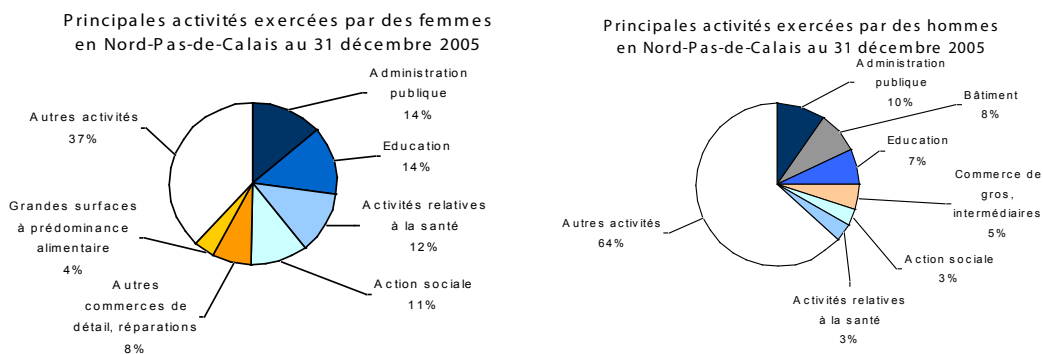 Principales activités exercées par des femmes
en Nord-Pas-de-Calais au 31 décembre 2005
Administration
publique
14%
Education
14%
Activités relatives
à la santé
12%
Action sociale
11%
Autres
commerces de
détail, réparations
8%
Grandes surfaces
à prédominance
alimentaire
4%
Autres activités
37%
Principales activités exercées par des hommes
en Nord-Pas-de-Calais au 31 décembre 2005
Administration
publique
10%
Bâtiment
8%
Education
7%
Commerce de
gros,
intermédiaires
5%
Action sociale
3%
Activités relatives
à la santé
3%
Autres activités
64%